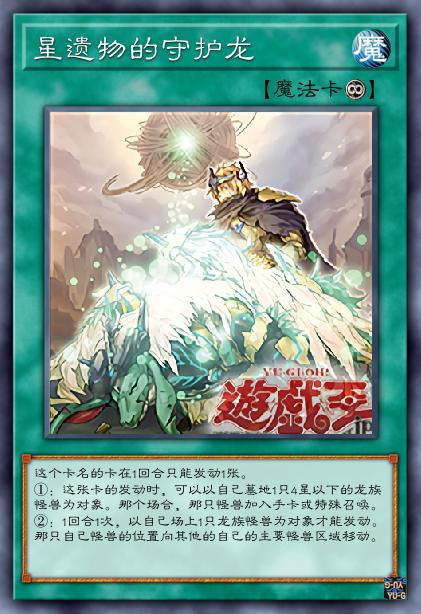 星遗物的守护龙
魔
【魔法卡♾】
YU-GI-OH!
遊戯王
.jp
这个卡名的卡在1回合只能发动1张。
①：这张卡的发动时，可以以自己墓地1只4星以下的龙族
怪兽为对象。那个场合，那只怪兽加入手卡或特殊召唤。
②：1回合1次，以自己场上1只龙族怪兽为对象才能发动。
那只自己怪兽的位置向其他的自己的主要怪兽区域移动。